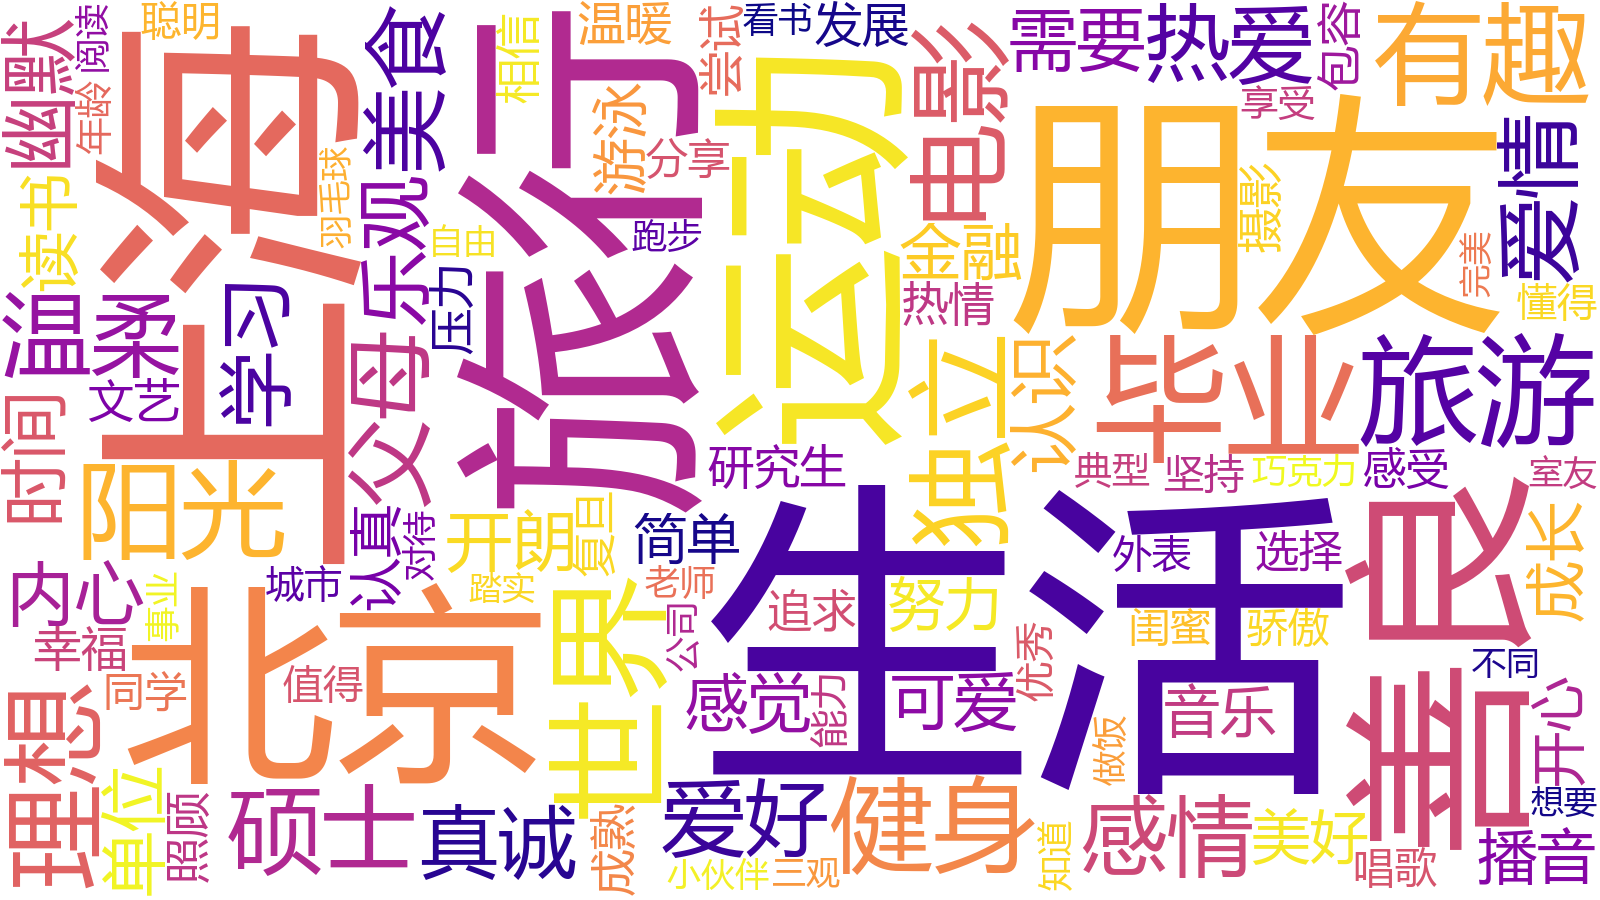 聪明
幽默
阅读
年龄
上海
羽毛球
美食
相信
温暖
尝试
看书
发展
需要
热爱
包容
享受
有趣
旅行
游泳
分享
跑步
运动
电影
朋友
摄影
爱情
完美
懂得
读书
温柔
文艺
学习
乐观
自由
压力
金融
热情
独立
认识
毕业
旅游
时间
阳光
父母
认真
对待
开朗
复旦
踏实
研究生
简单
老师
典型
坚持
巧克力
感受
室友
生活
外表
选择
善良
成长
内心
事业
城市
幸福
北京
同学
值得
世界
公司
追求
努力
闺蜜
骄傲
优秀
不同
理想
感觉
能力
可爱
音乐
做饭
开心
想要
单位
照顾
硕士
真诚
成熟
爱好
小伙伴
三观
健身
知道
感情
美好
唱歌
播音